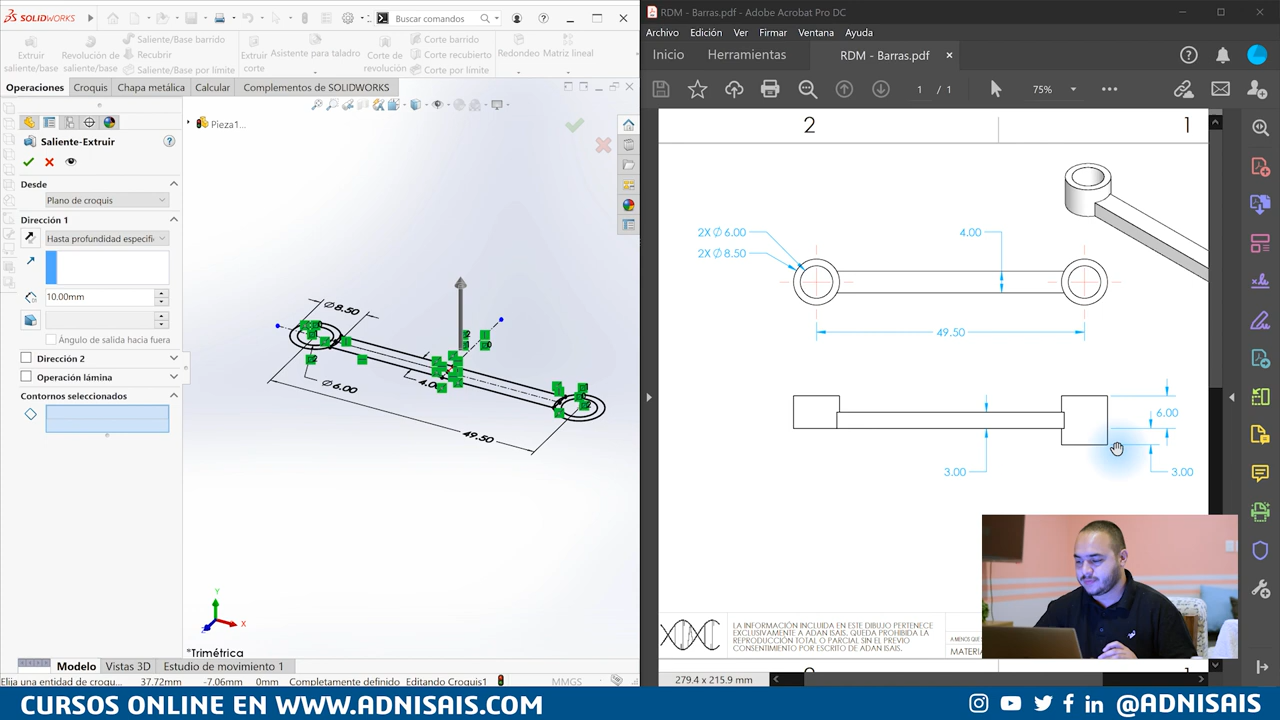 SOLIDWORKS
Buscar comandos
RDM - Barras.pdf - Adobe Acrobat Pro DC
Archivo Edición Ver Firmar Ventana Ayuda
Inicio Herramientas RDM - Barras.pdf
1 / 1 75%
Extruir saliente/base
Revolución de saliente/base
Saliente/Base barrido
Recubrir
Saliente/Base por límite
Extruir corte
Asistente para taladro
Corte de revolución
Corte barrido
Corte recubierto
Corte por límite
Redondeo
Matriz lineal
Operaciones Croquis Chapa metálica Calcular Complementos de SOLIDWORKS
Pieza1...
Saliente-Extruir
Desde
Plano de croquis
Dirección 1
Hasta profundidad especifi
10.00mm
Ángulo de salida hacia fuera
Dirección 2
Operación lámina
Contornos seleccionados
Ø8.50
Ø6.00
4.00
49.50
Y
X
Z
*Trimétrica
Modelo Vistas 3D Estudio de movimiento 1
Elija una entidad de croqu... 37.72mm -7.06mm 0mm Completamente definido Editando Croquis1 MMGS
2 1
2X Ø 6.00
2X Ø 8.50
4.00
49.50
6.00
3.00
3.00
LA INFORMACIÓN INCLUIDA EN ESTE DIBUJO PERTENECE
EXCLUSIVAMENTE A ADAN ISAIS. QUEDA PROHIBIDA LA
REPRODUCCIÓN TOTAL O PARCIAL SIN EL PREVIO
CONSENTIMIENTO POR ESCRITO DE ADAN ISAIS.
A MENOS QUE
MATERIA
279.4 x 215.9 mm
CURSOS ONLINE EN WWW.ADNISAIS.COM
@ADNISAIS